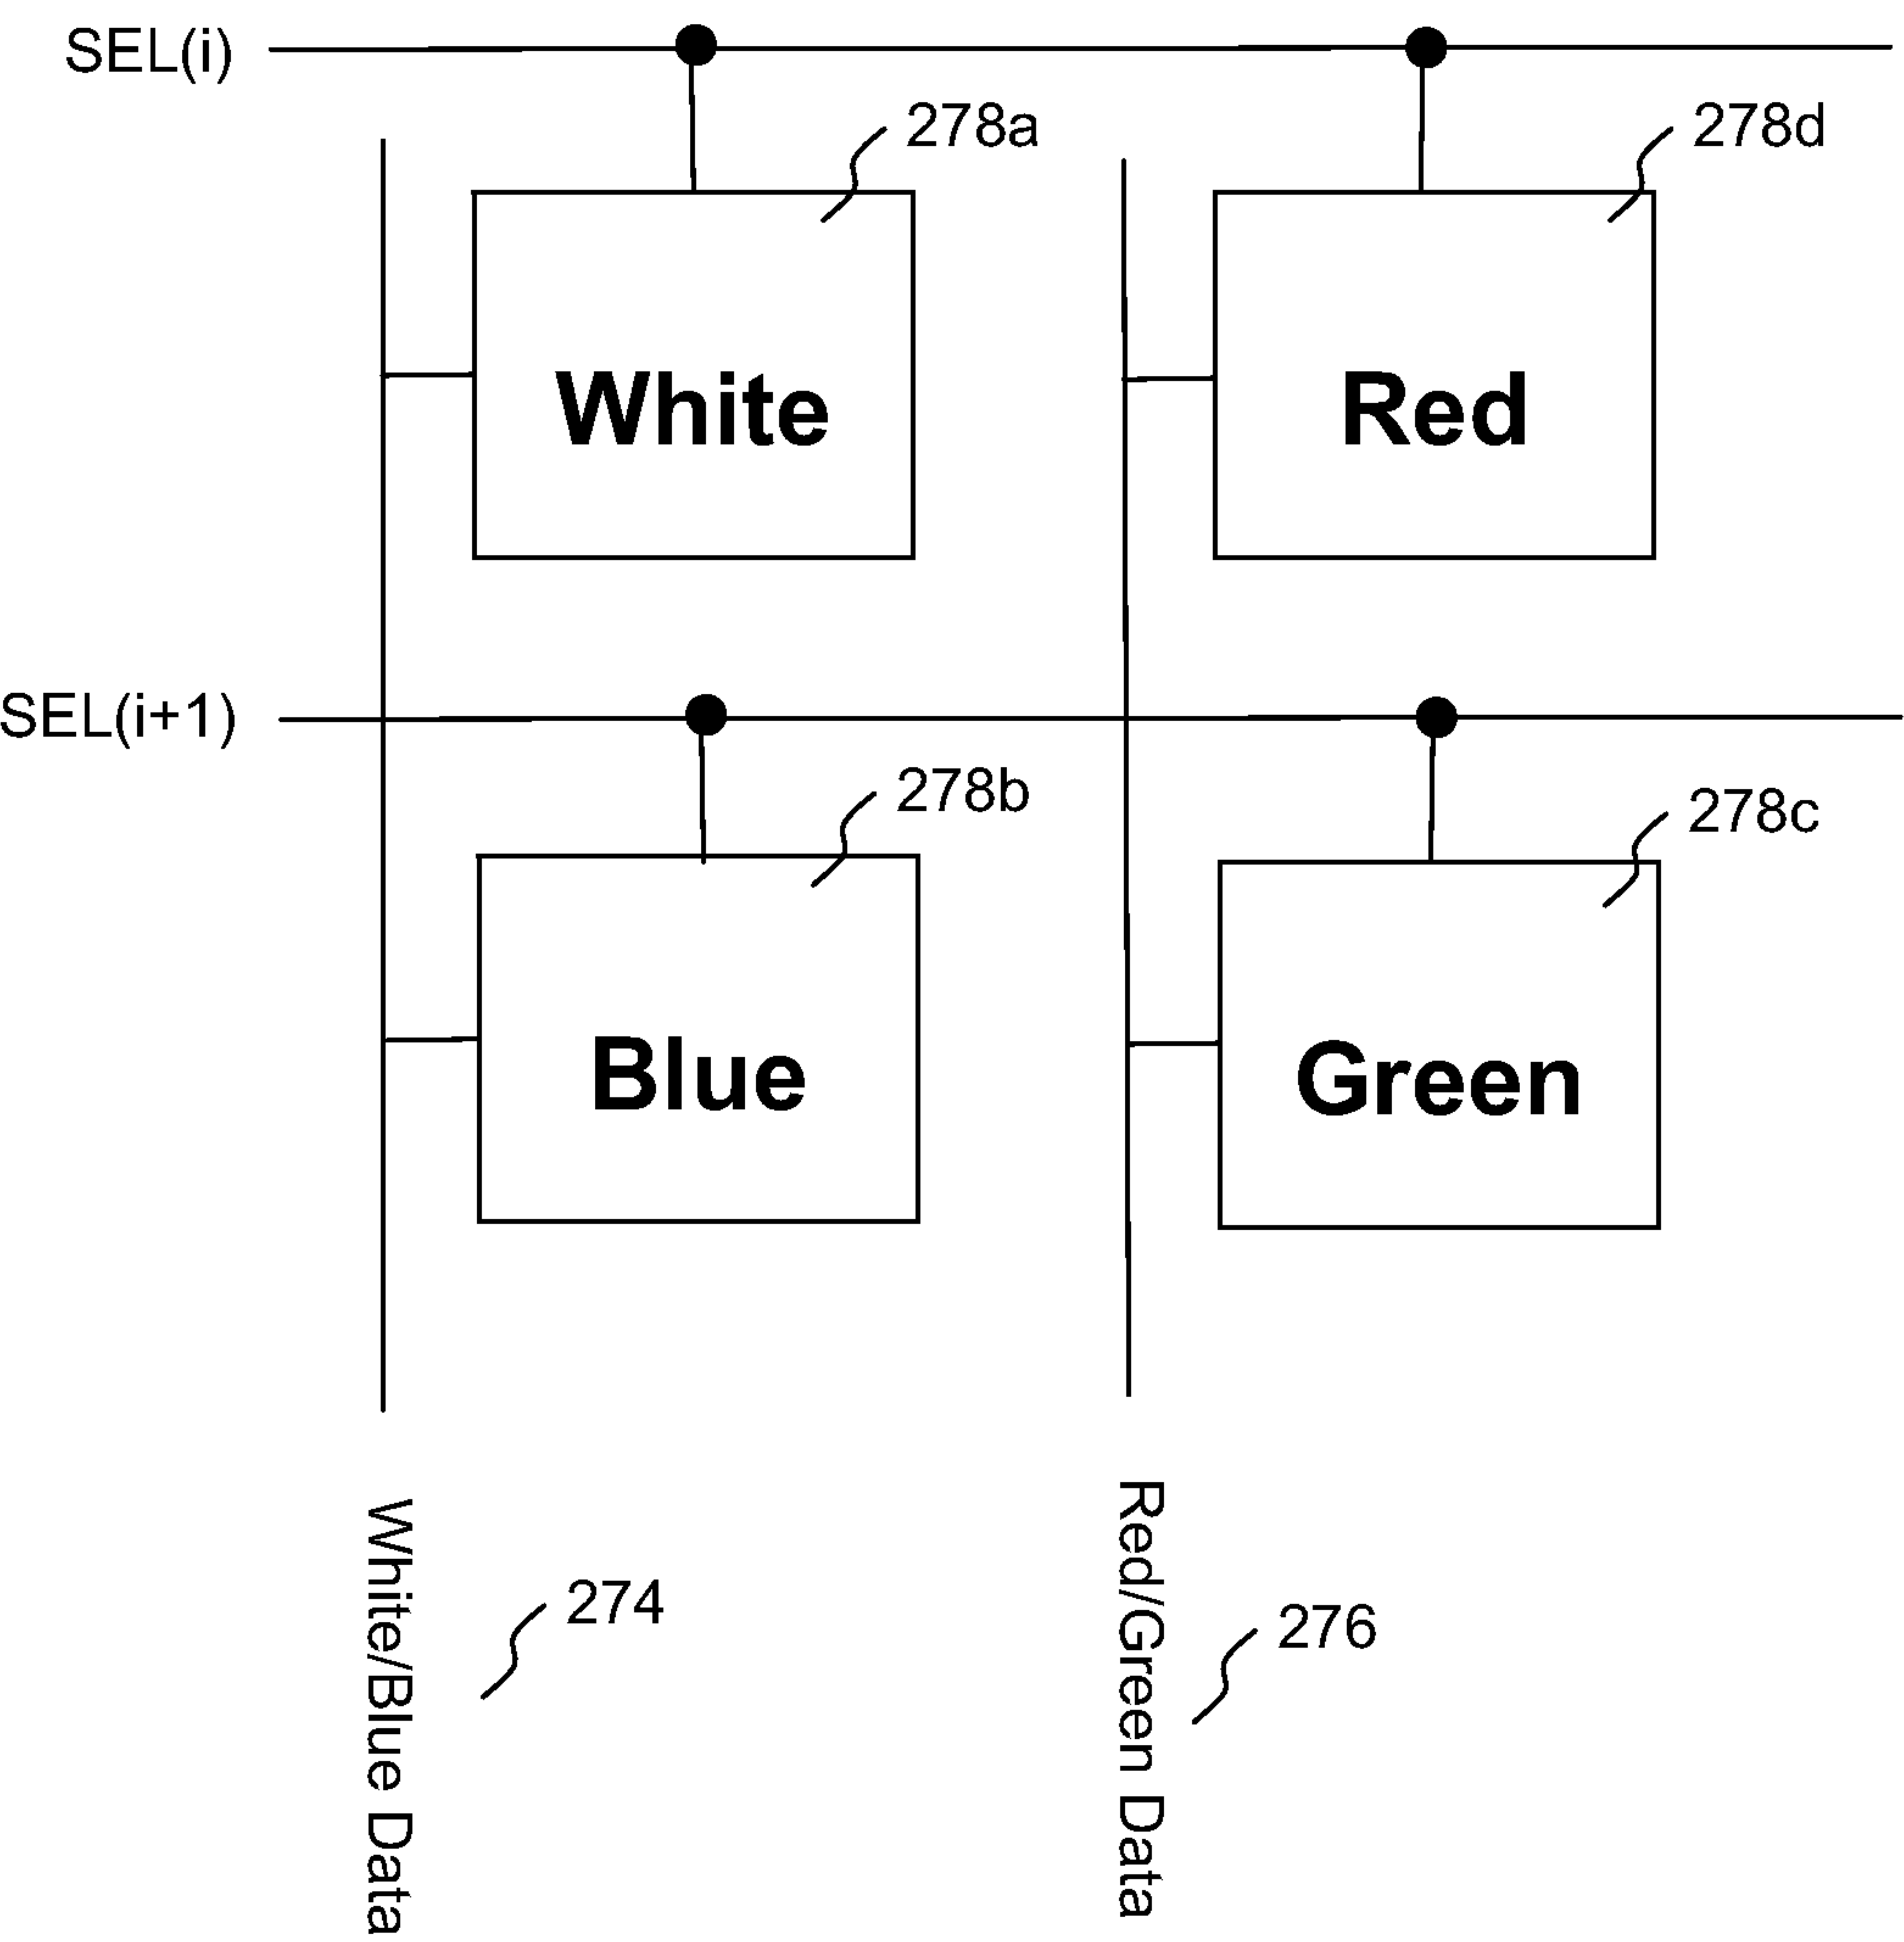 SEL(i)
278a
278d
White
Red
SEL(i+1)
278b
278c
Blue
Green
White/Blue Data
274
Red/Green Data
276